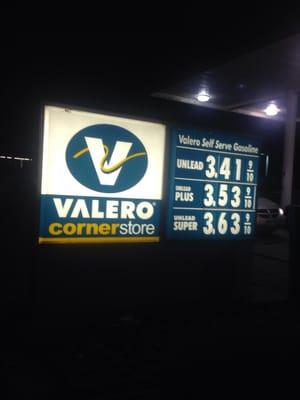 V
VALERO®
cornerstore
Valero Self Serve Gasoline
UNLEAD 3.41 9/10
UNLEAD PLUS 3.53 9/10
UNLEAD SUPER 3.63 9/10